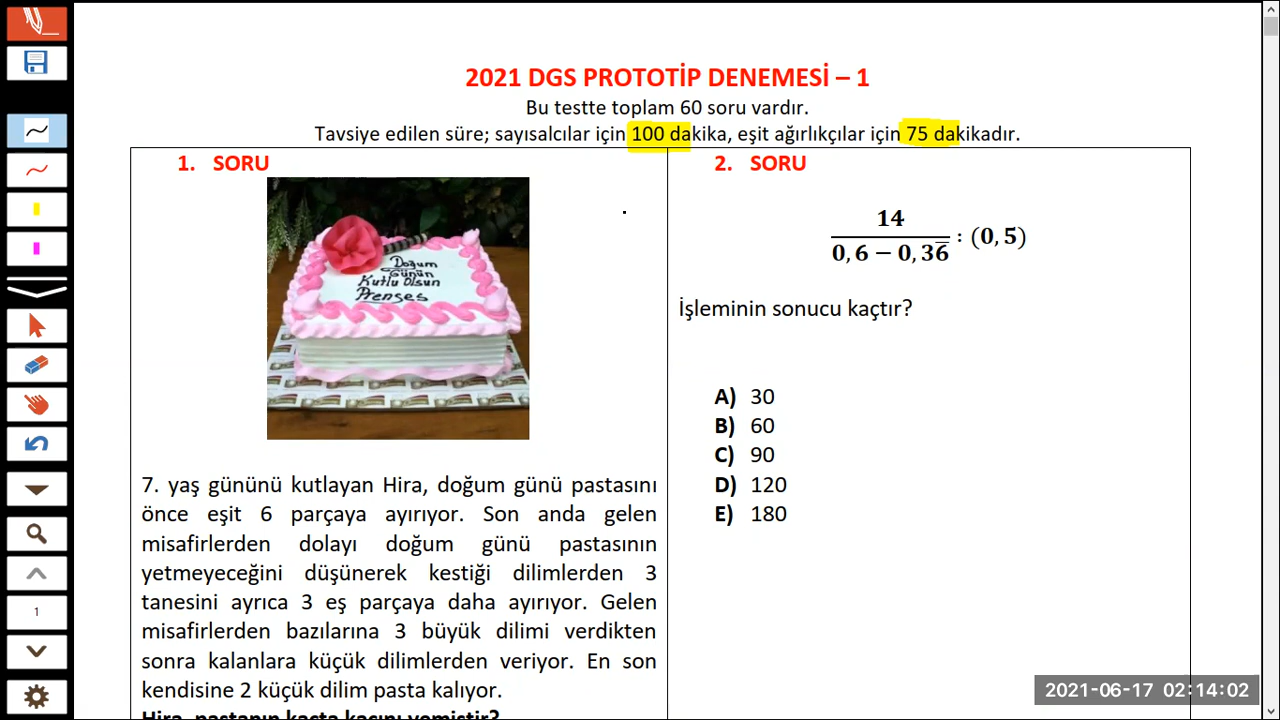 2021 DGS PROTOTİP DENEMESİ – 1
Bu testte toplam 60 soru vardır.
Tavsiye edilen süre; sayısalcılar için 100 dakika, eşit ağırlıkçılar için 75 dakikadır.
1. SORU
Doğum
Günün
Kutlu Olsun
Prenses
7. yaş gününü kutlayan Hira, doğum günü pastasını
önce eşit 6 parçaya ayırıyor. Son anda gelen
misafirlerden dolayı doğum günü pastasının
yetmeyeceğini düşünerek kestiği dilimlerden 3
tanesini ayrıca 3 eş parçaya daha ayırıyor. Gelen
misafirlerden bazılarına 3 büyük dilimi verdikten
sonra kalanlara küçük dilimlerden veriyor. En son
kendisine 2 küçük dilim pasta kalıyor.
Hira, pastanın kaçta kaçını yemiştir?
2. SORU
14
0,6 − 0,36̅ : (0,5)
İşleminin sonucu kaçtır?
A) 30
B) 60
C) 90
D) 120
E) 180
1
2021-06-17 02:14:02